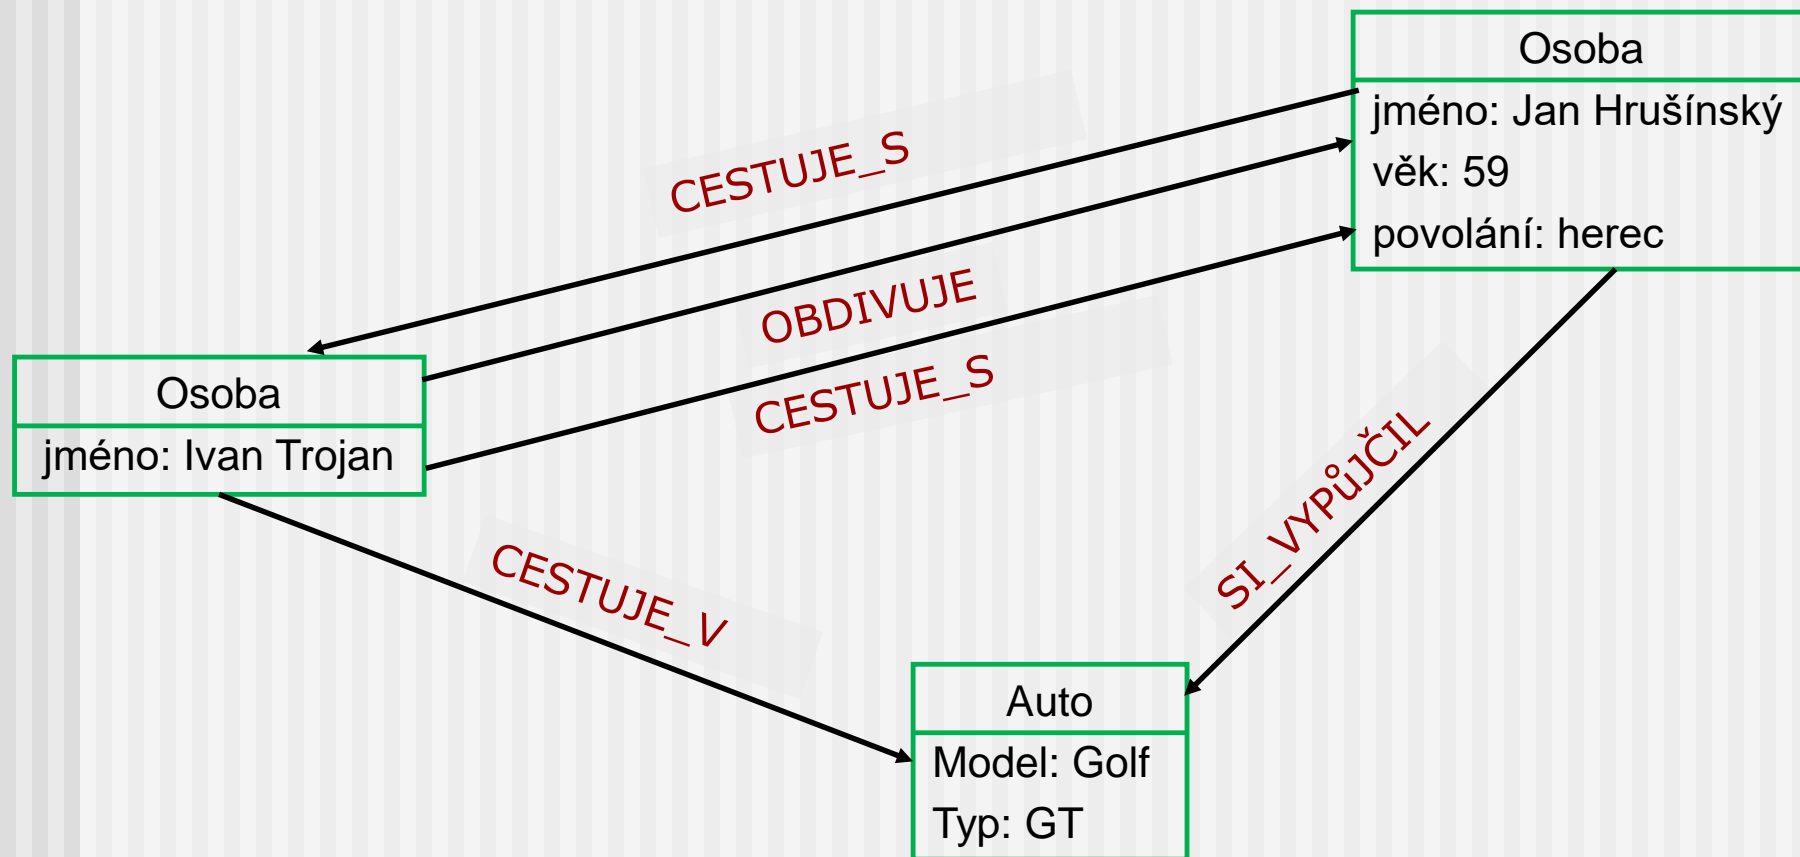 Osoba
jméno: Jan Hrušínský
věk: 59
povolání: herec
CESTUJE_S
OBDIVUJE
CESTUJE_S
Osoba
jméno: Ivan Trojan
SI_VYPůJČIL
CESTUJE_V
Auto
Model: Golf
Typ: GT